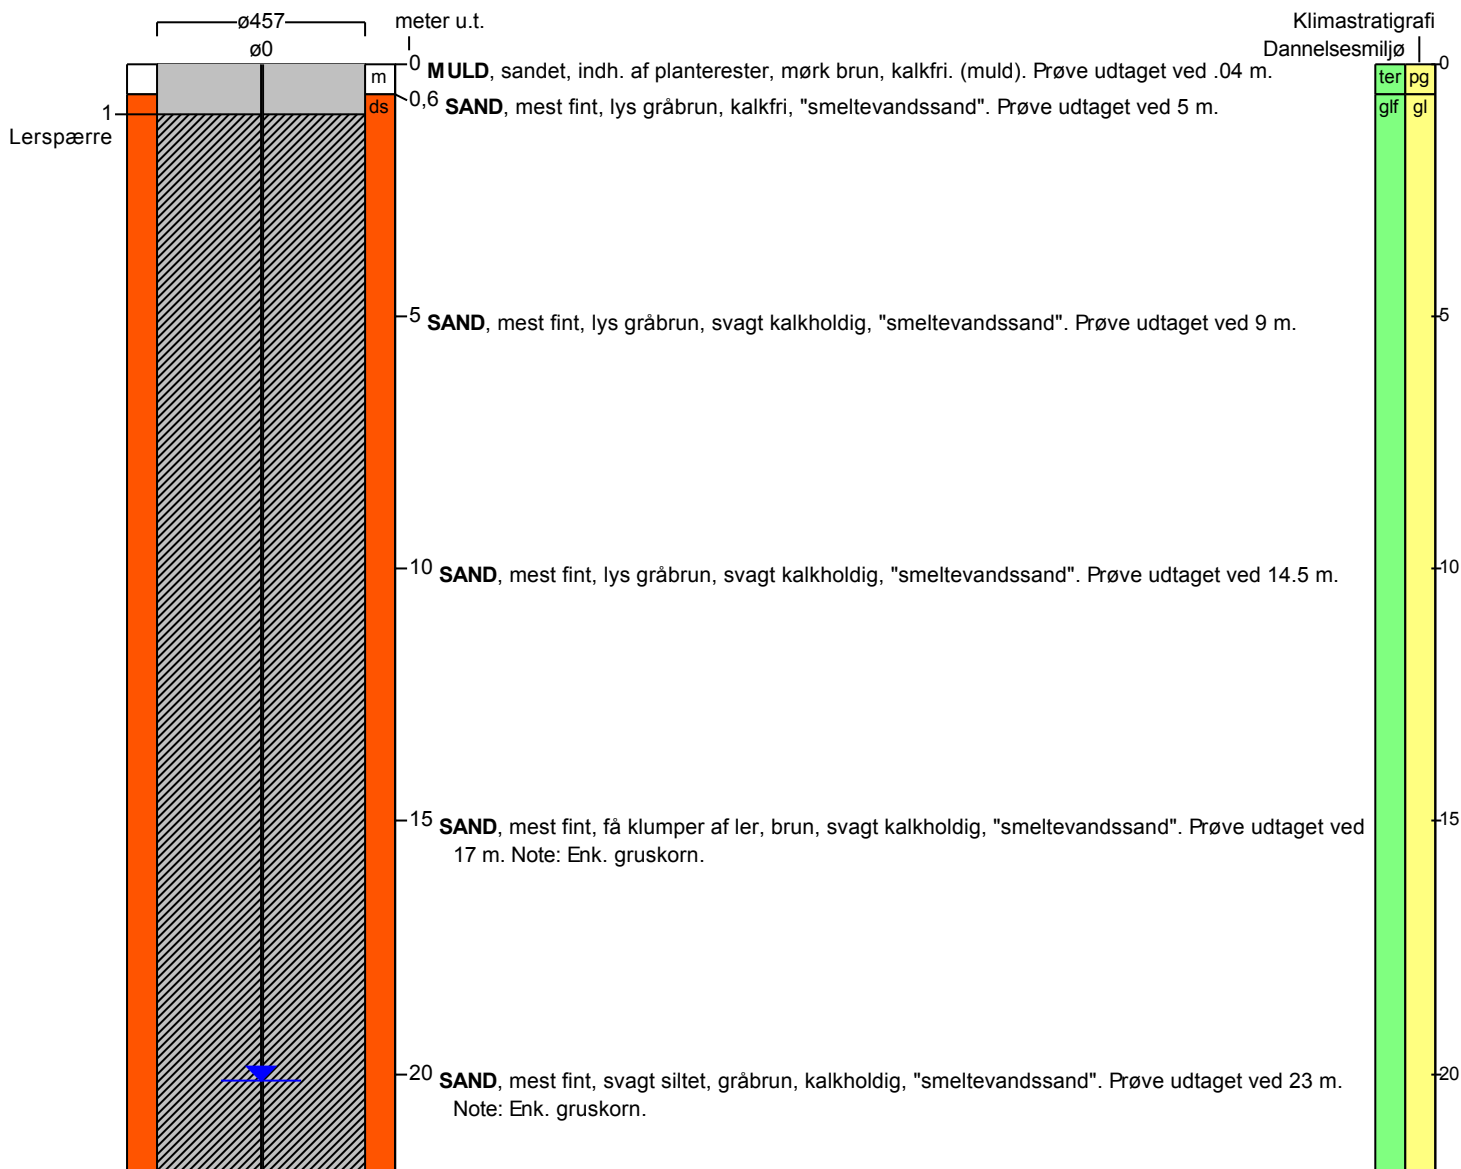 ø457
meter u.t.
Klimastratigrafi
ø0
Dannelsesmiljø
0
m
MULD, sandet, indh. af planterester, mørk brun, kalkfri. (muld). Prøve udtaget ved .04 m.
ter
pg
0
0,6
ds
SAND, mest fint, lys gråbrun, kalkfri, "smeltevandssand". Prøve udtaget ved 5 m.
glf
gl
1
Lerspærre
5
SAND, mest fint, lys gråbrun, svagt kalkholdig, "smeltevandssand". Prøve udtaget ved 9 m.
5
10
SAND, mest fint, lys gråbrun, svagt kalkholdig, "smeltevandssand". Prøve udtaget ved 14.5 m.
10
15
SAND, mest fint, få klumper af ler, brun, svagt kalkholdig, "smeltevandssand". Prøve udtaget ved
17 m. Note: Enk. gruskorn.
15
20
SAND, mest fint, svagt siltet, gråbrun, kalkholdig, "smeltevandssand". Prøve udtaget ved 23 m.
Note: Enk. gruskorn.
20